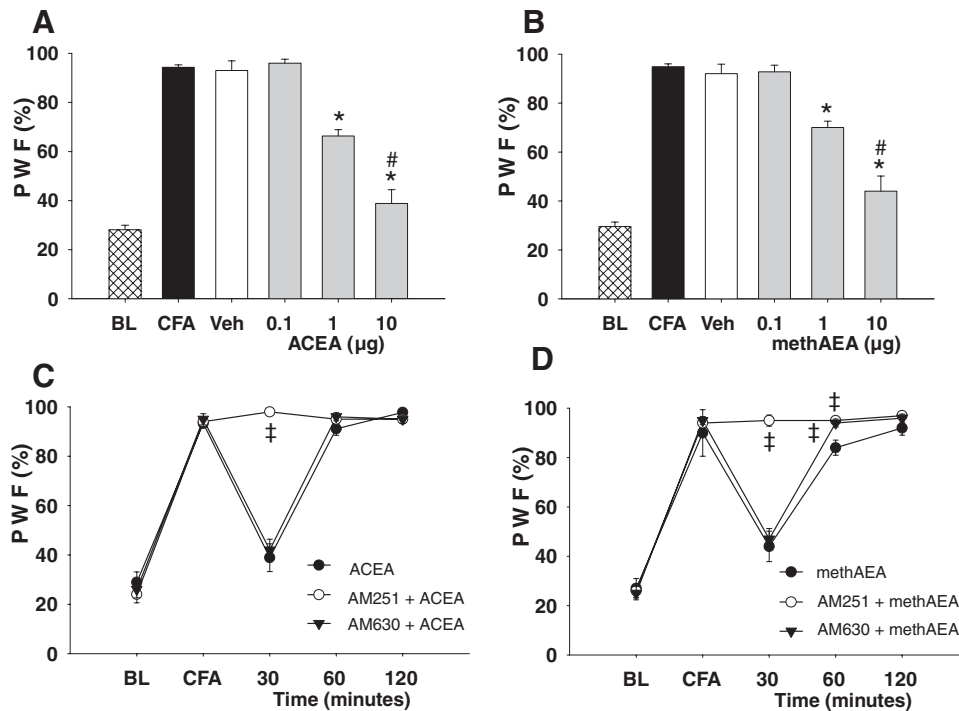 A
P W F (%)
100
80
60
40
20
0
*
#
*
BL CFA Veh 0.1 1 10
ACEA (µg)
B
P W F (%)
100
80
60
40
20
0
*
#
*
BL CFA Veh 0.1 1 10
methAEA (µg)
C
P W F (%)
100
80
60
40
20
0
‡
ACEA
AM251 + ACEA
AM630 + ACEA
BL CFA 30 60 120
Time (minutes)
D
P W F (%)
100
80
60
40
20
0
‡
‡
‡
methAEA
AM251 + methAEA
AM630 + methAEA
BL CFA 30 60 120
Time (minutes)